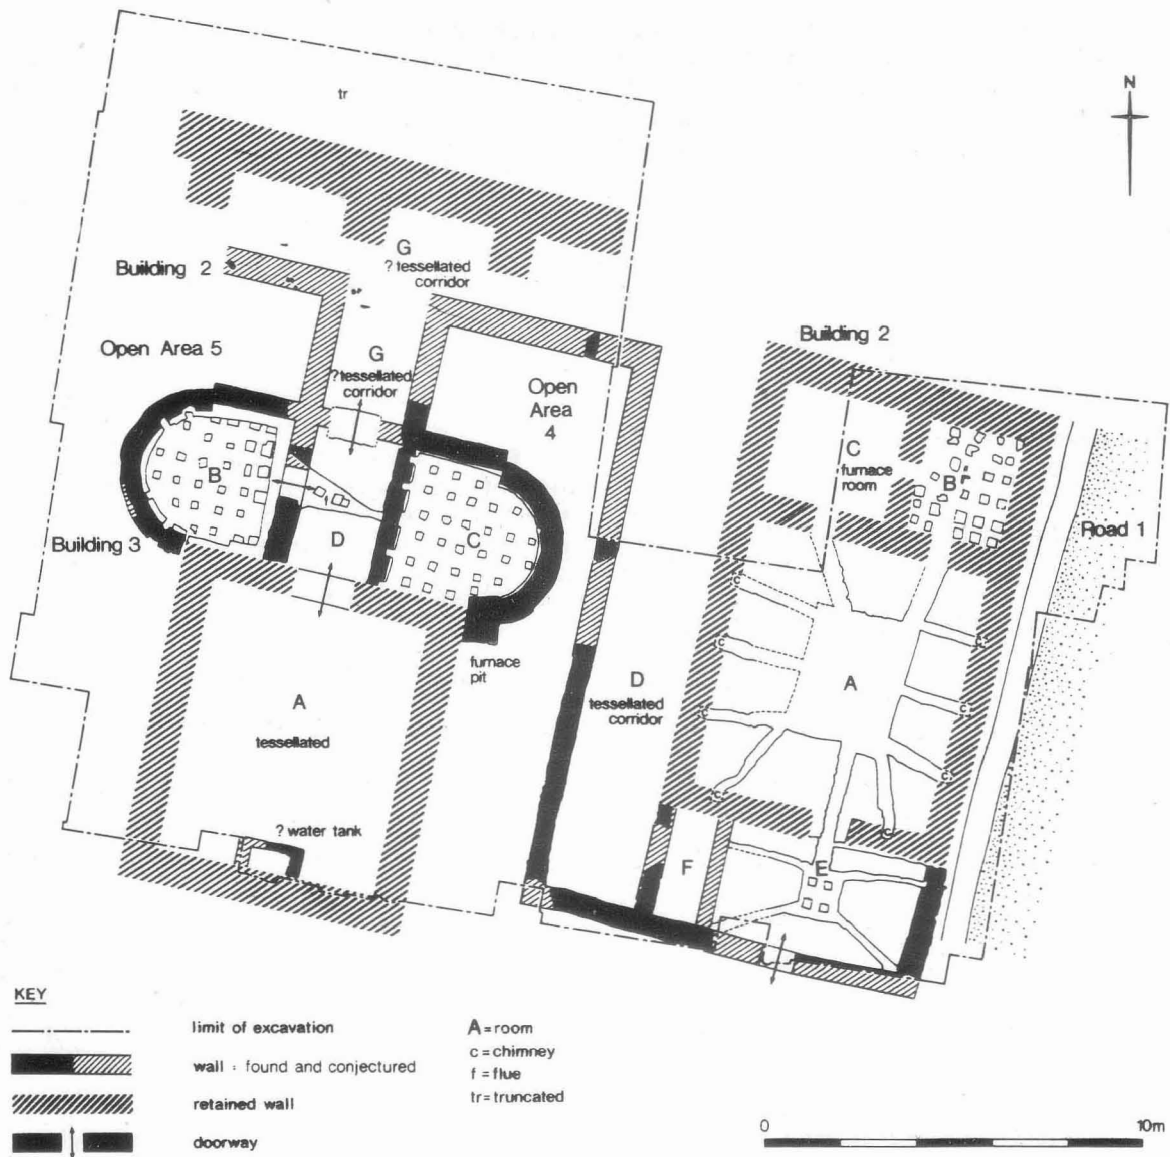 N
tr
G
? tessellated
corridor
Building 2
Building 2
Open Area 5
G
? tessellated
corridor
Open
Area
4
C
furnace
room
B
f
Road 1
B
D
C
Building 3
c
c
c
furnace
pit
A
D
tessellated
corridor
A
tessellated
c
c
c
c
c
? water tank
F
E
KEY
limit of excavation
wall : found and conjectured
retained wall
doorway
A = room
c = chimney
f = flue
tr = truncated
0
10m